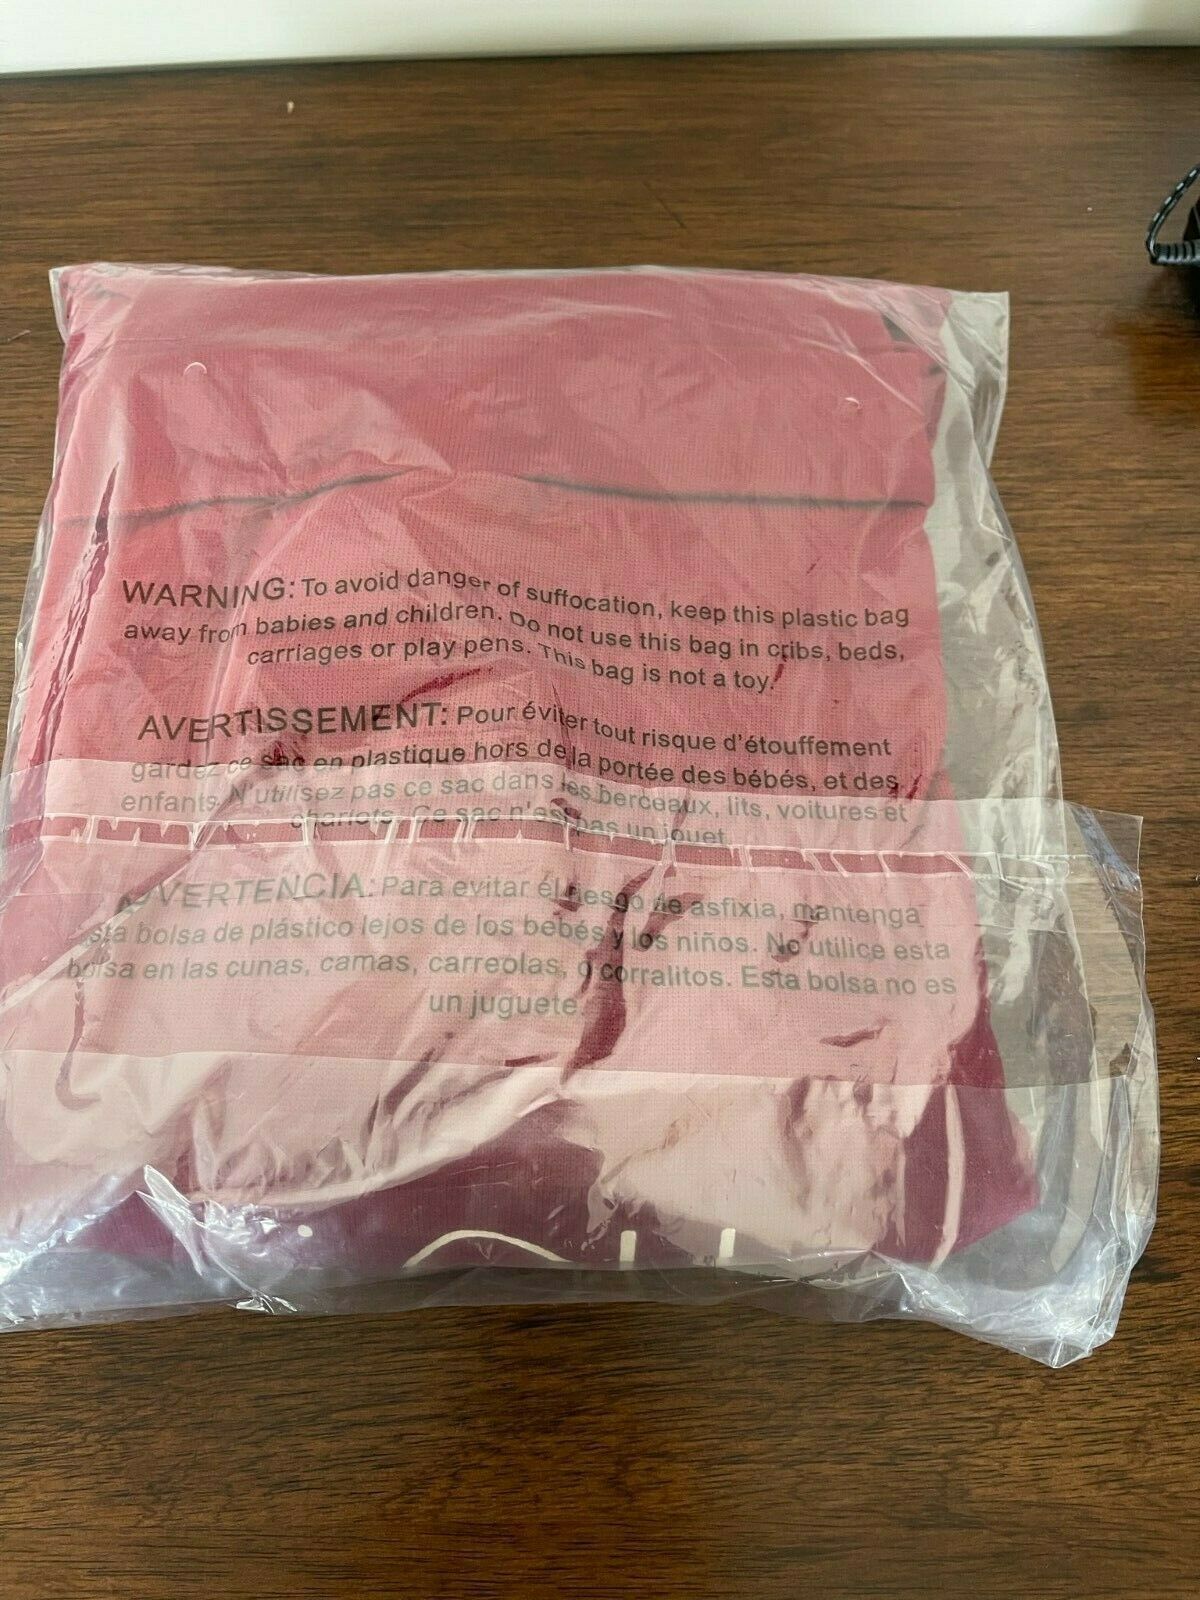 WARNING: To avoid danger of suffocation, keep this plastic bag
away from babies and children. Do not use this bag in cribs, beds,
carriages or play pens. This bag is not a toy.
AVERTISSEMENT: Pour éviter tout risque d'étouffement
gardez ce sac en plastique hors de la portée des bébés, et des
enfants. N'utilisez pas ce sac dans les berceaux, lits, voitures et
chariots. Ce sac n'est pas un jouet.
ADVERTENCIA: Para evitar él riesgo de asfixia, mantenga
esta bolsa de plástico lejos de los bebés y los niños. No utilice esta
bolsa en las cunas, camas, carreolas, o corralitos. Esta bolsa no es
un juguete.